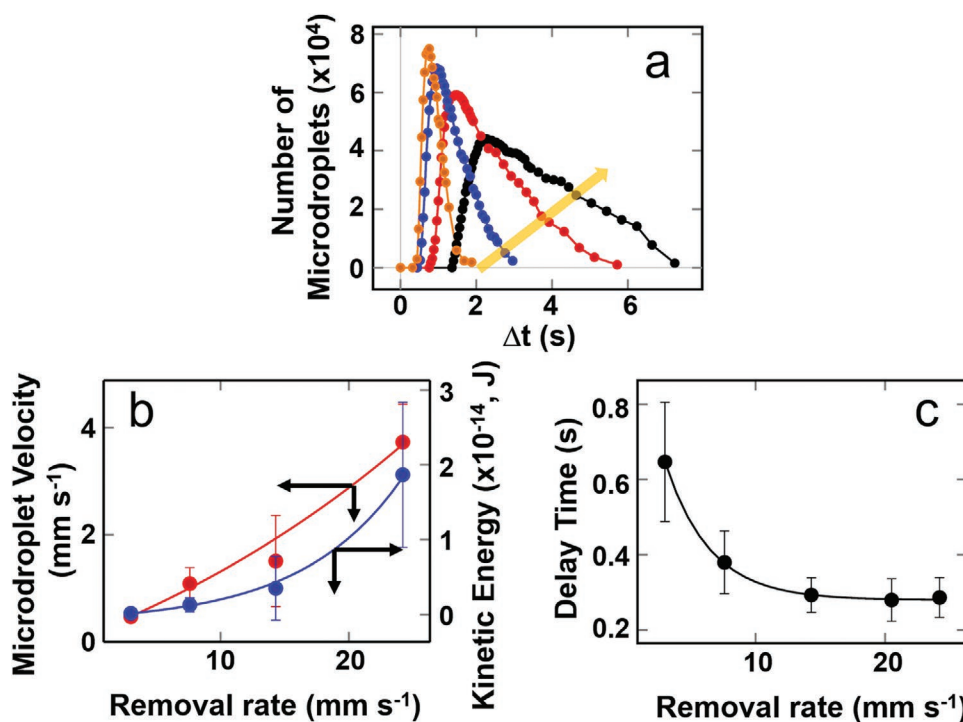 a
Number of
Microdroplets (x10⁴)
8
6
4
2
0
0 2 4 6
Δt (s)
b
Microdroplet Velocity
(mm s⁻¹)
4
2
0
10 20
Removal rate (mm s⁻¹)
3
2
1
0
Kinetic Energy (x10⁻¹⁴, J)
c
Delay Time (s)
0.8
0.6
0.4
0.2
10 20
Removal rate (mm s⁻¹)